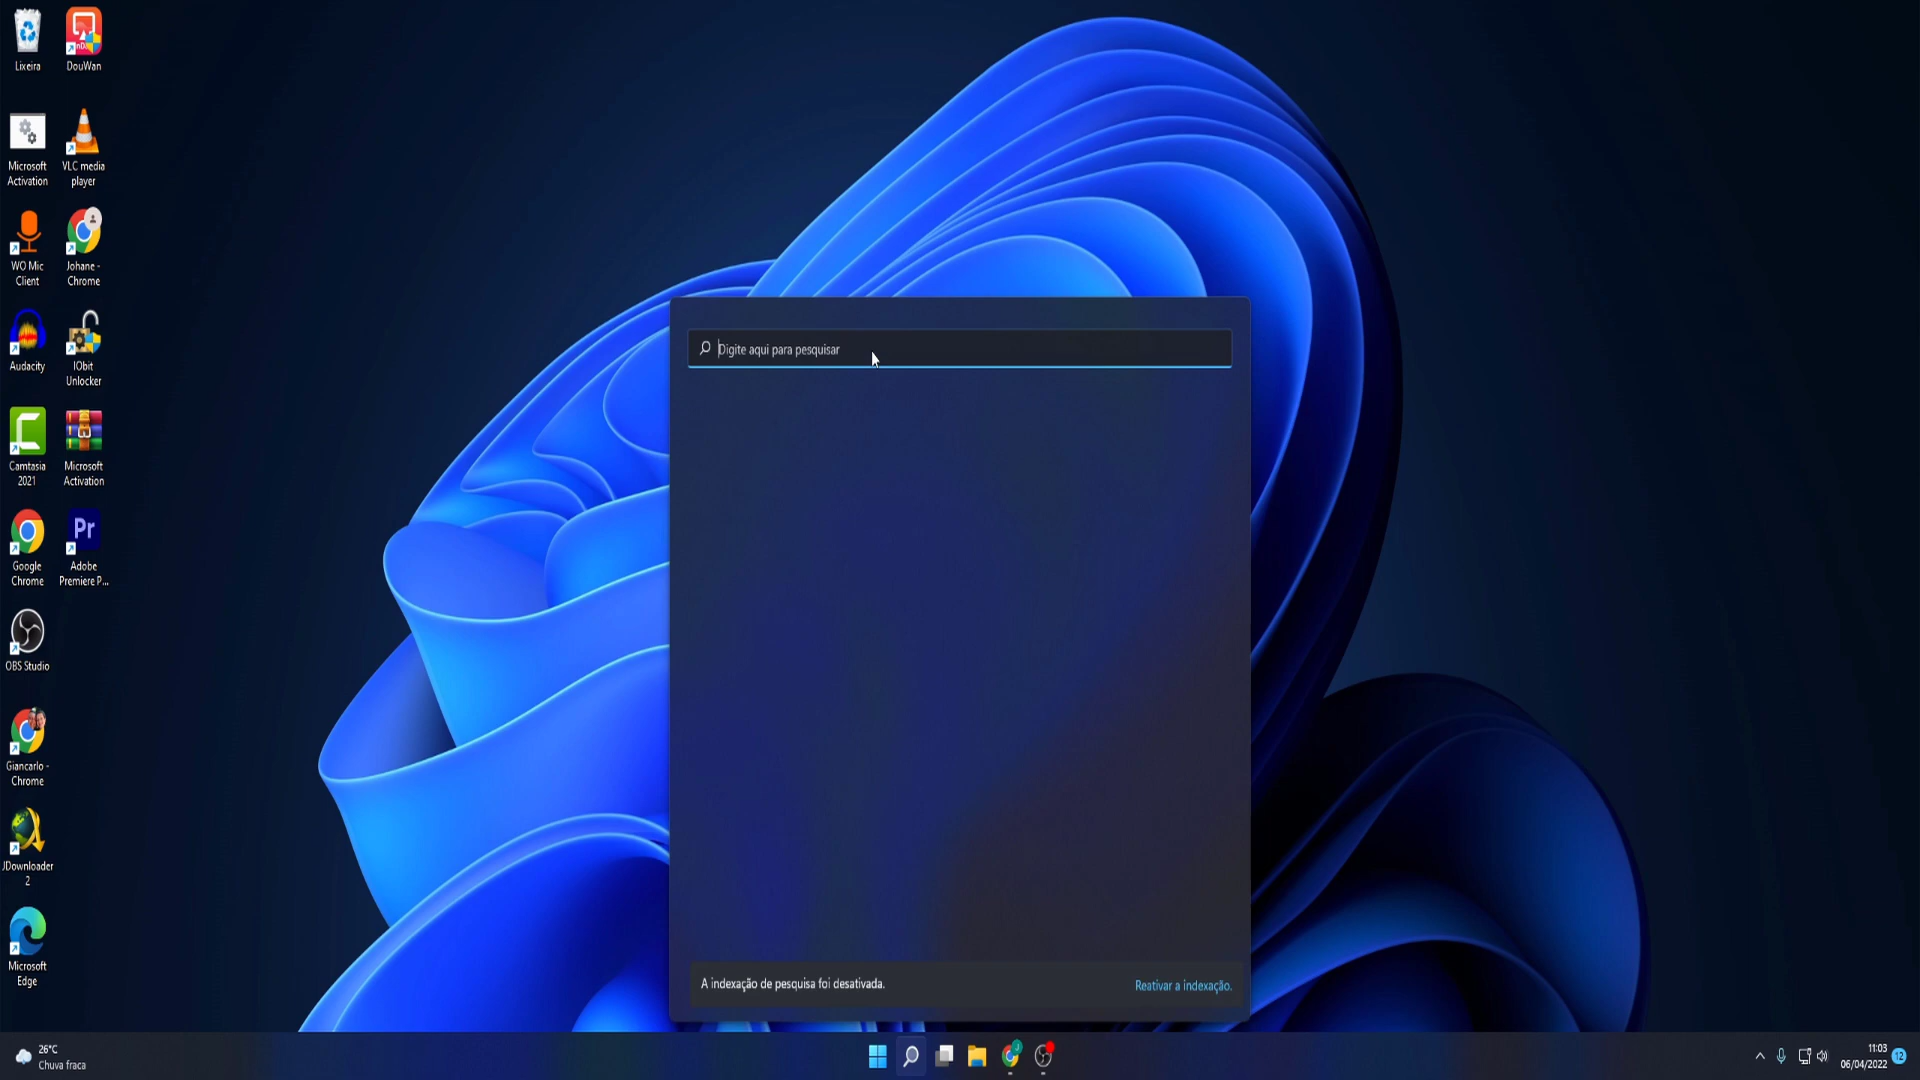 Lixeira
DouWan
Microsoft
Activation
VLC media
player
WO Mic
Client
Johane -
Chrome
Audacity
IObit
Unlocker
Camtasia
2021
Microsoft
Activation
Google
Chrome
Pr
Adobe
Premiere P...
OBS Studio
Giancarlo -
Chrome
JDownloader
2
Microsoft
Edge
Digite aqui para pesquisar
A indexação de pesquisa foi desativada.
Reativar a indexação.
26°C
Chuva fraca
11:03
06/04/2022
12